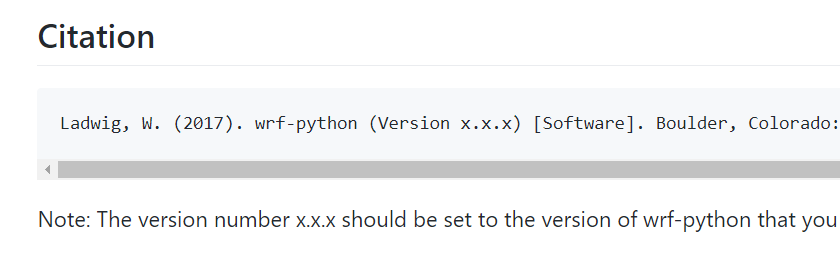 Citation
Ladwig, W. (2017). wrf-python (Version x.x.x) [Software]. Boulder, Colorado:
Note: The version number x.x.x should be set to the version of wrf-python that you